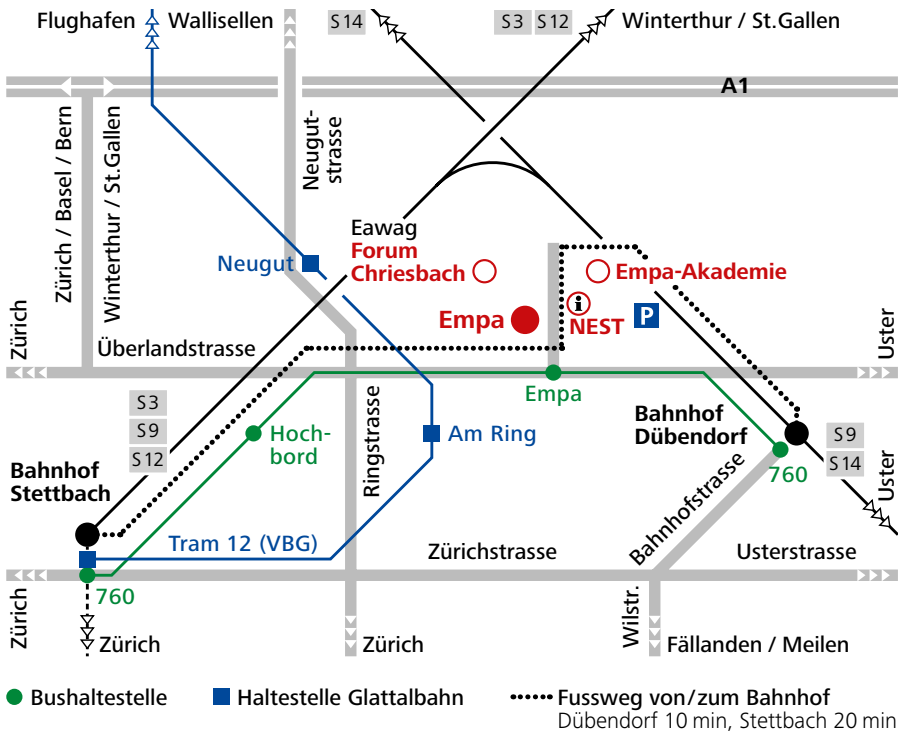 Flughafen
Wallisellen
S14
S3
S12
Winterthur / St.Gallen
A1
Zürich / Basel / Bern
Winterthur / St.Gallen
Neugut-
strasse
Eawag
Forum
Chriesbach
Neugut
Empa-Akademie
i
NEST
P
Empa
Zürich
Überlandstrasse
Uster
Empa
S3
S9
S12
Hoch-
bord
Ringstrasse
Am Ring
Bahnhof
Dübendorf
S9
S14
Uster
760
Bahnhof
Stettbach
Bahnhofstrasse
Tram 12 (VBG)
Zürichstrasse
Usterstrasse
760
Zürich
Zürich
Zürich
Wilstr.
Fällanden / Meilen
Bushaltestelle
Haltestelle Glattalbahn
Fussweg von/zum Bahnhof
Dübendorf 10 min, Stettbach 20 min